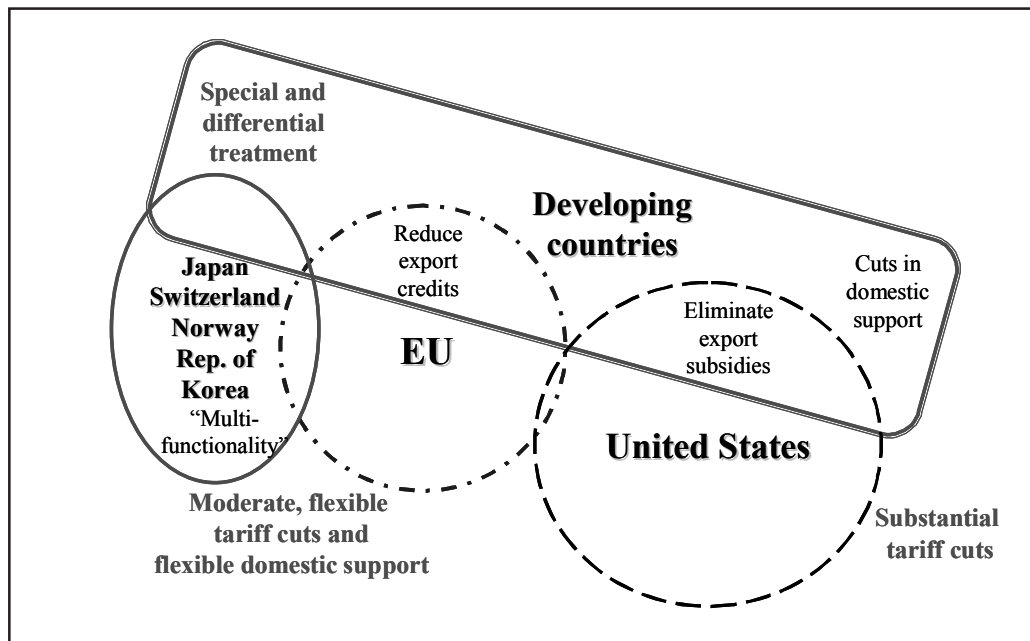 Special and
differential
treatment
Developing
countries
Reduce
export
credits
Cuts in
domestic
support
Japan
Switzerland
Norway
Rep. of
Korea
“Multi-
functionality”
EU
Eliminate
export
subsidies
United States
Moderate, flexible
tariff cuts and
flexible domestic support
Substantial
tariff cuts